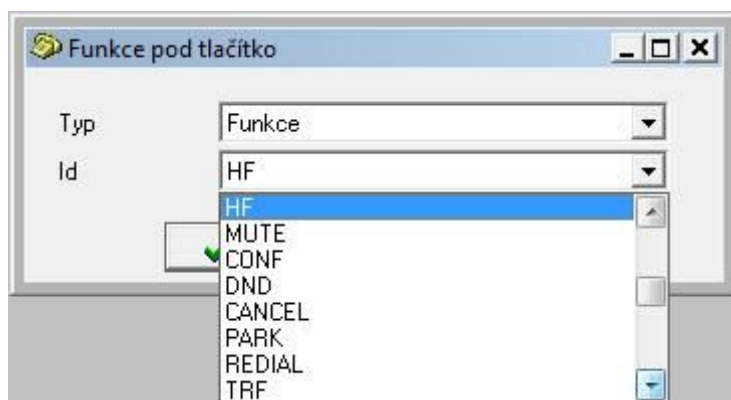 Funkce pod tlačítko
Typ Funkce
Id HF
HF
MUTE
CONF
DND
CANCEL
PARK
REDIAL
TRF